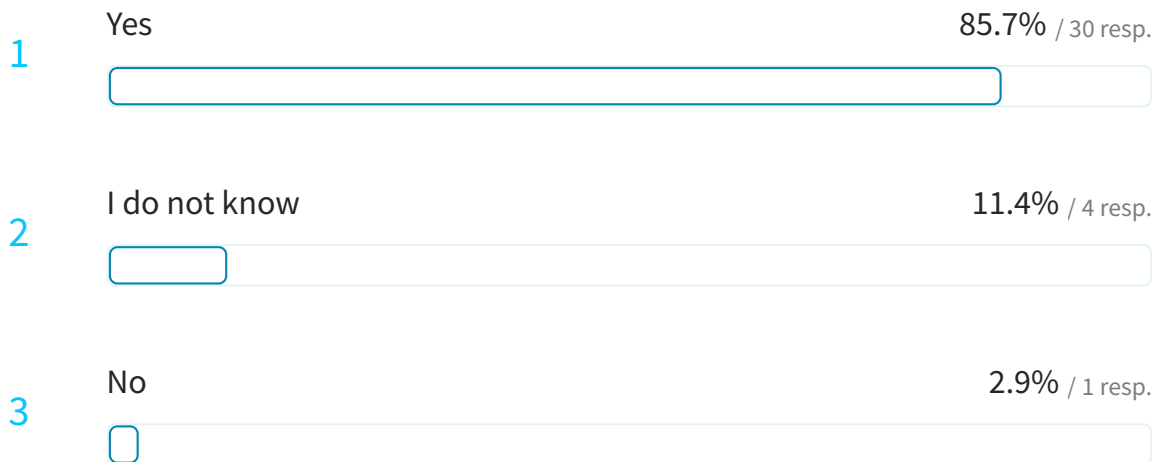 1 Yes 85.7% / 30 resp.
2 I do not know 11.4% / 4 resp.
3 No 2.9% / 1 resp.